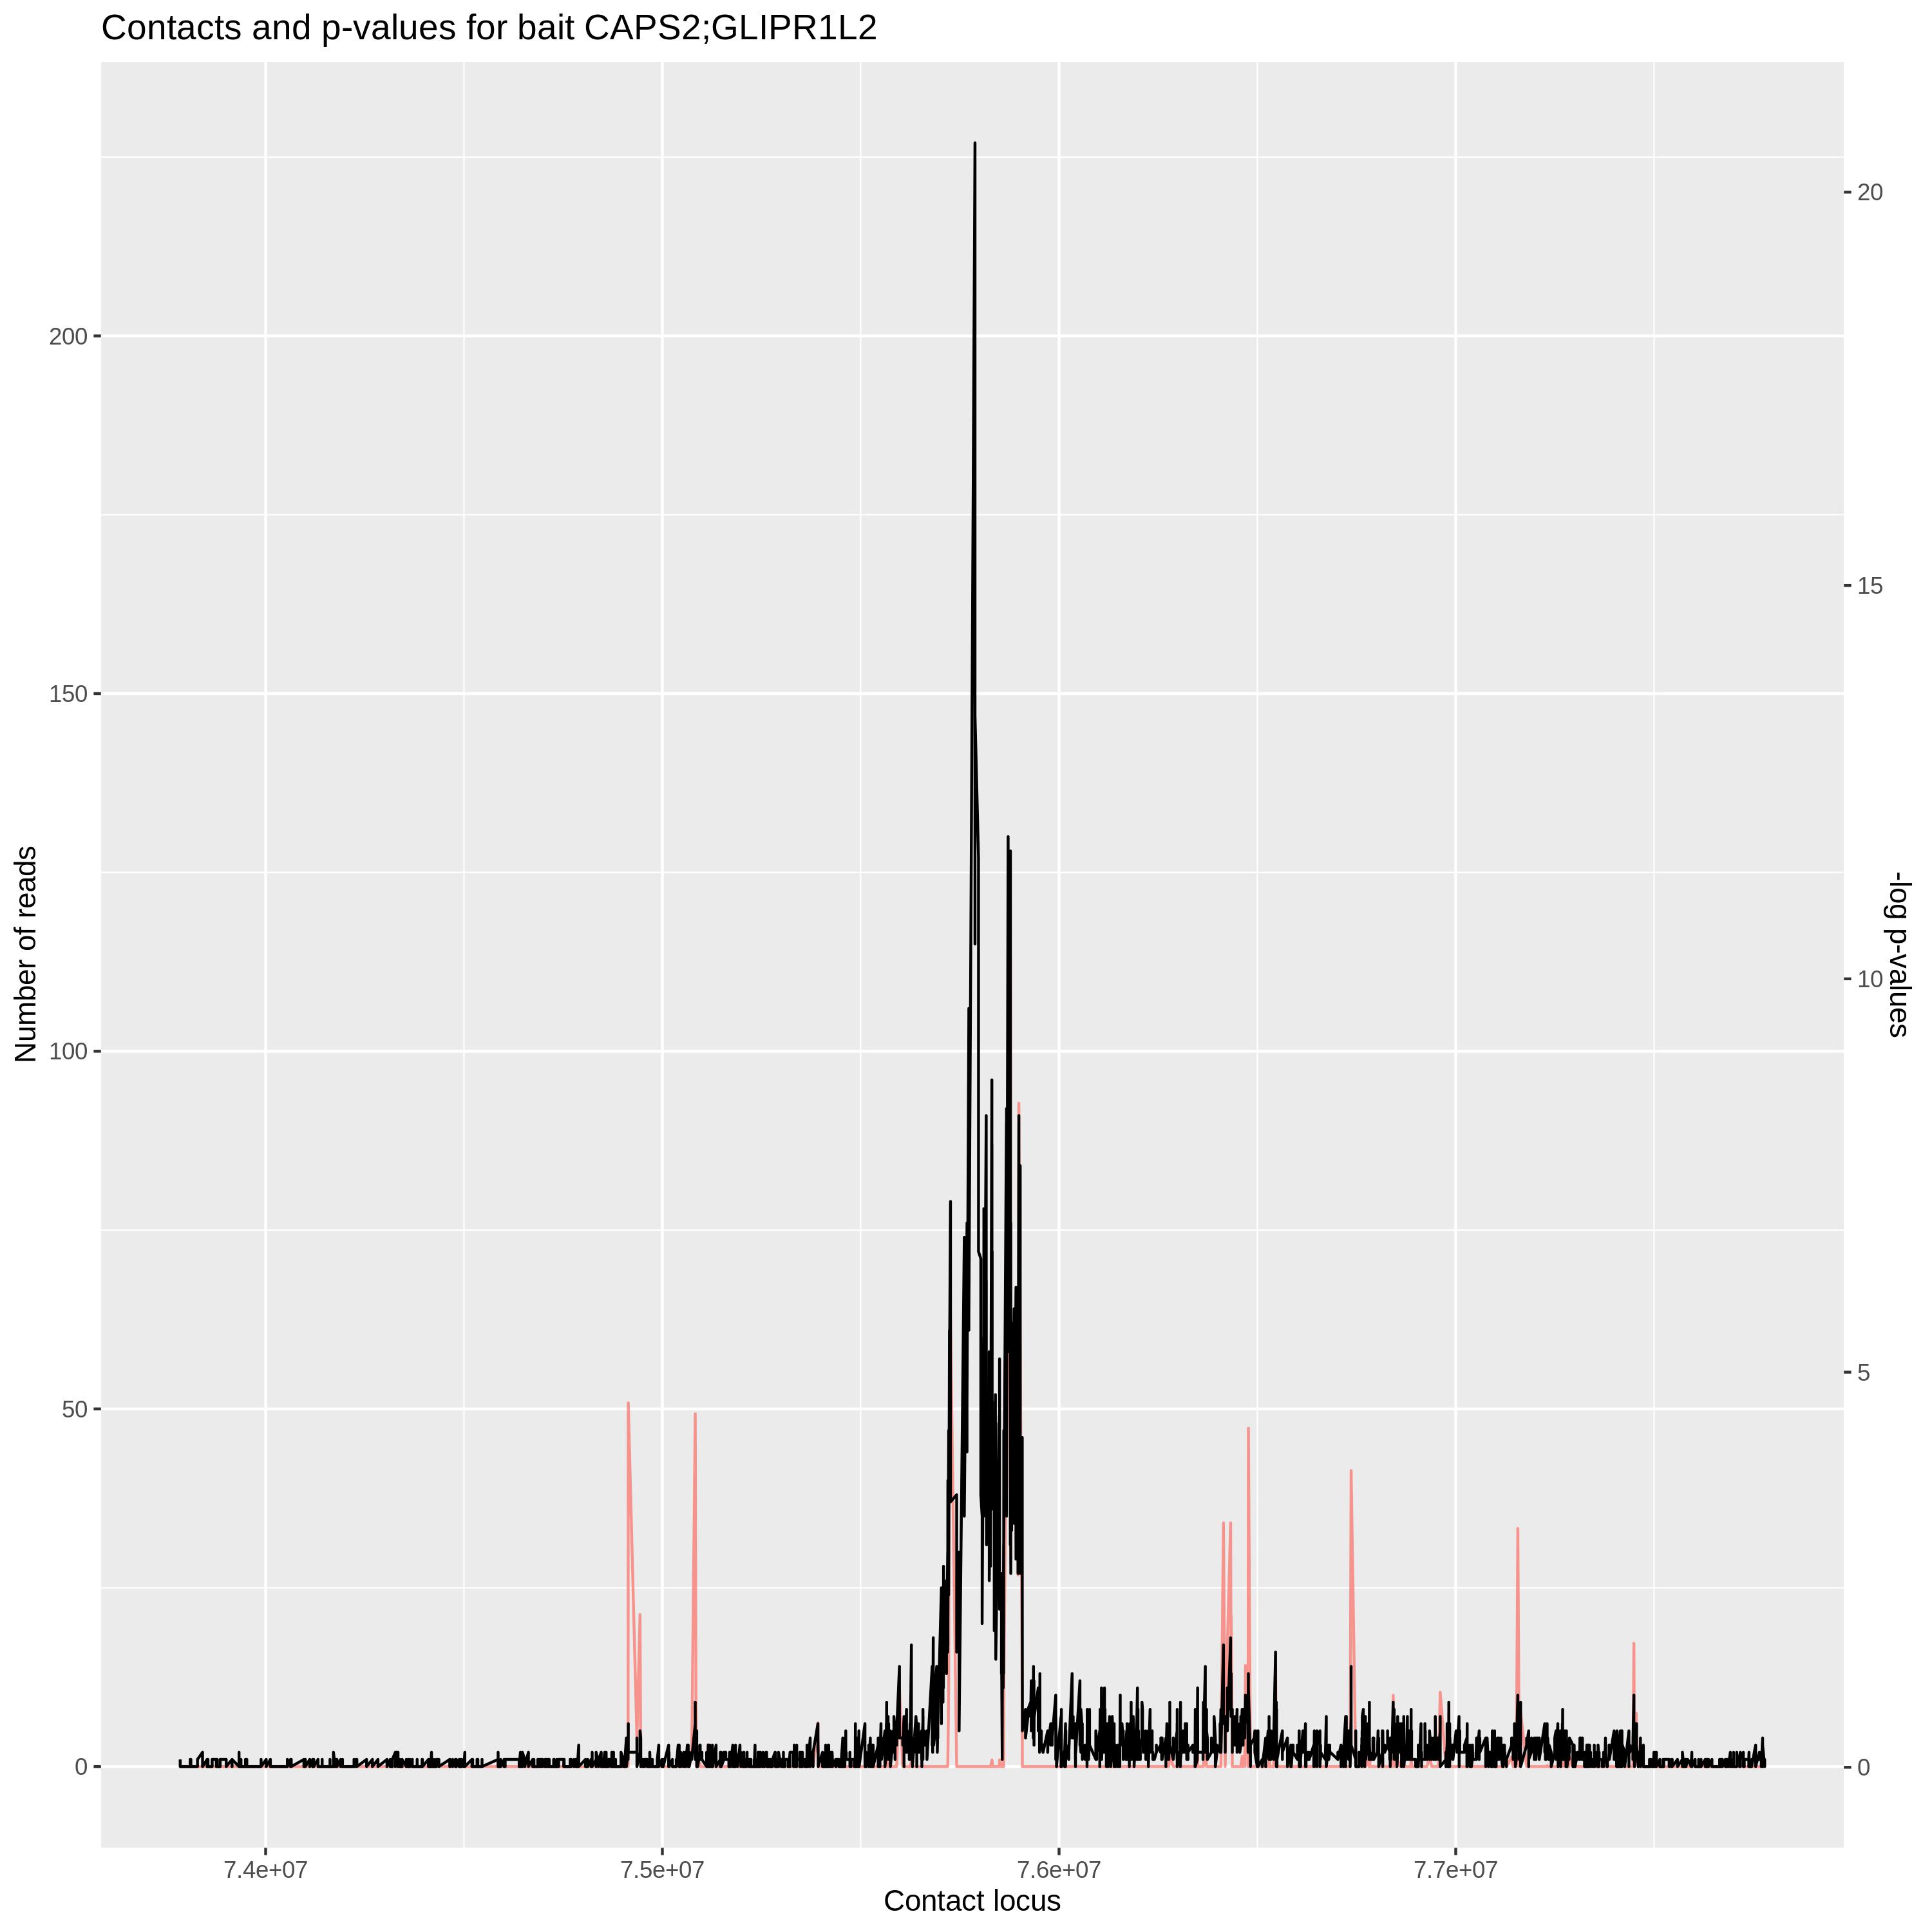 Contacts and p-values for bait CAPS2;GLIPR1L2
Number of reads
200
150
100
50
0
20
15
10
5
0
-log p-values
7.4e+07
7.5e+07
7.6e+07
7.7e+07
Contact locus